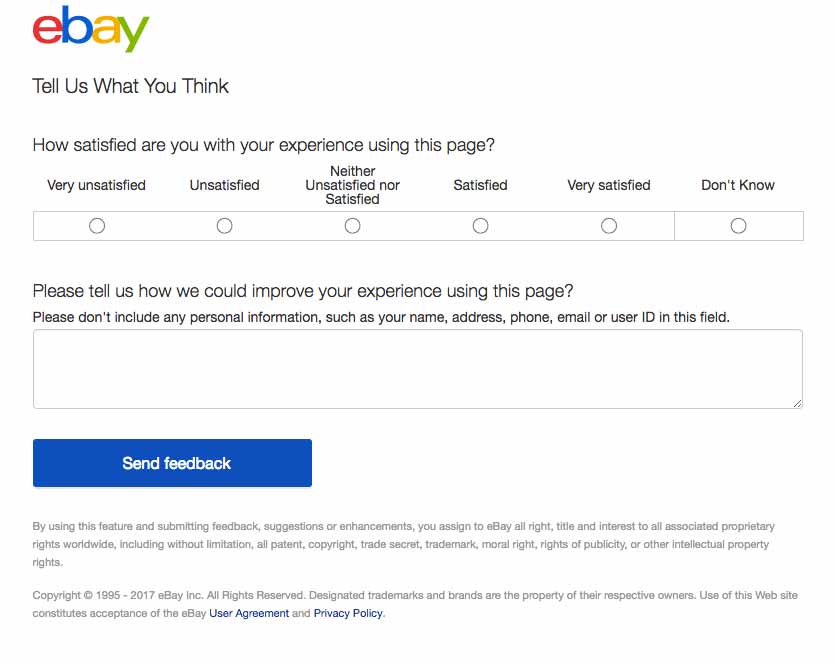 ebay
Tell Us What You Think
How satisfied are you with your experience using this page?
Very unsatisfied
Unsatisfied
Neither
Unsatisfied nor
Satisfied
Satisfied
Very satisfied
Don't Know
Please tell us how we could improve your experience using this page?
Please don't include any personal information, such as your name, address, phone, email or user ID in this field.
Send feedback
By using this feature and submitting feedback, suggestions or enhancements, you assign to eBay all right, title and interest to all associated proprietary
rights worldwide, including without limitation, all patent, copyright, trade secret, trademark, moral right, rights of publicity, or other intellectual property
rights.
Copyright © 1995 - 2017 eBay Inc. All Rights Reserved. Designated trademarks and brands are the property of their respective owners. Use of this Web site
constitutes acceptance of the eBay User Agreement and Privacy Policy.